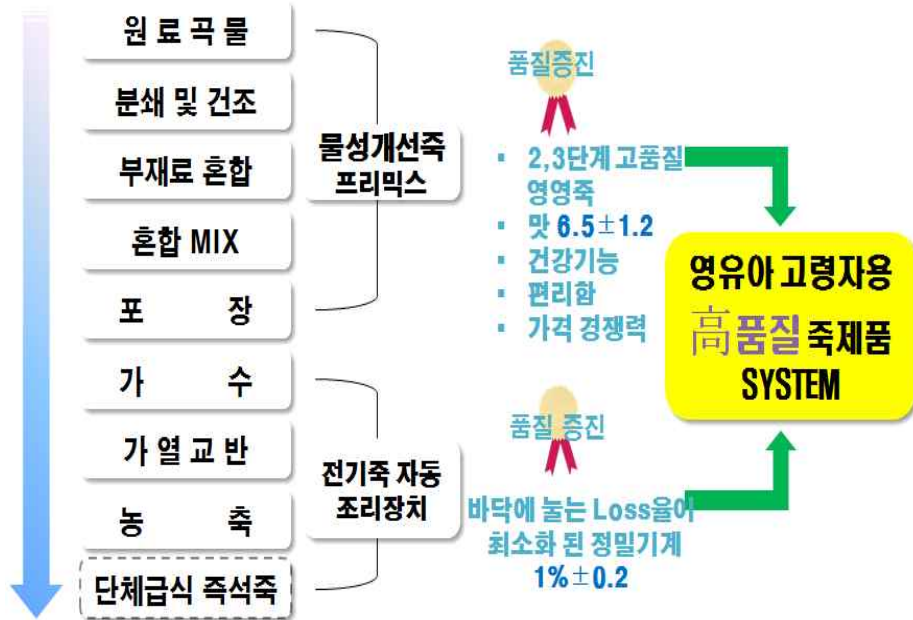 원 료 곡 물
분쇄 및 건조
부재료 혼합
혼합 MIX
포 장
가 수
가 열 교 반
농 축
단체급식 즉석죽
물성개선죽
프리믹스
전기죽 자동
조리장치
품질증진
▪ 2,3단계 고품질
영영죽
▪ 맛 6.5±1.2
▪ 건강기능
▪ 편리함
▪ 가격 경쟁력
품질 증진
바닥에 눌는 Loss율이
최소화 된 정밀기계
1%±0.2
영유아 고령자용
高품질 죽제품
SYSTEM